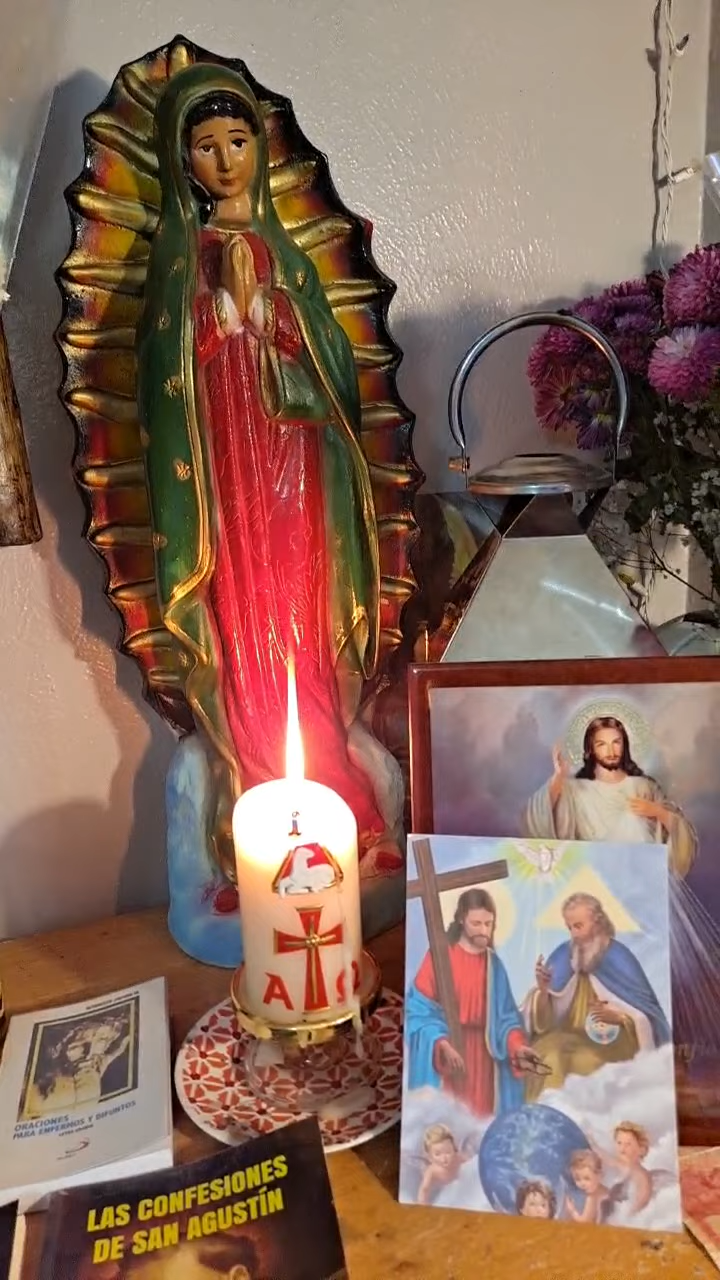 A Ω
ORACIONES
PARA ENFERMOS Y DIFUNTOS
LAS CONFESIONES
DE SAN AGUSTÍN